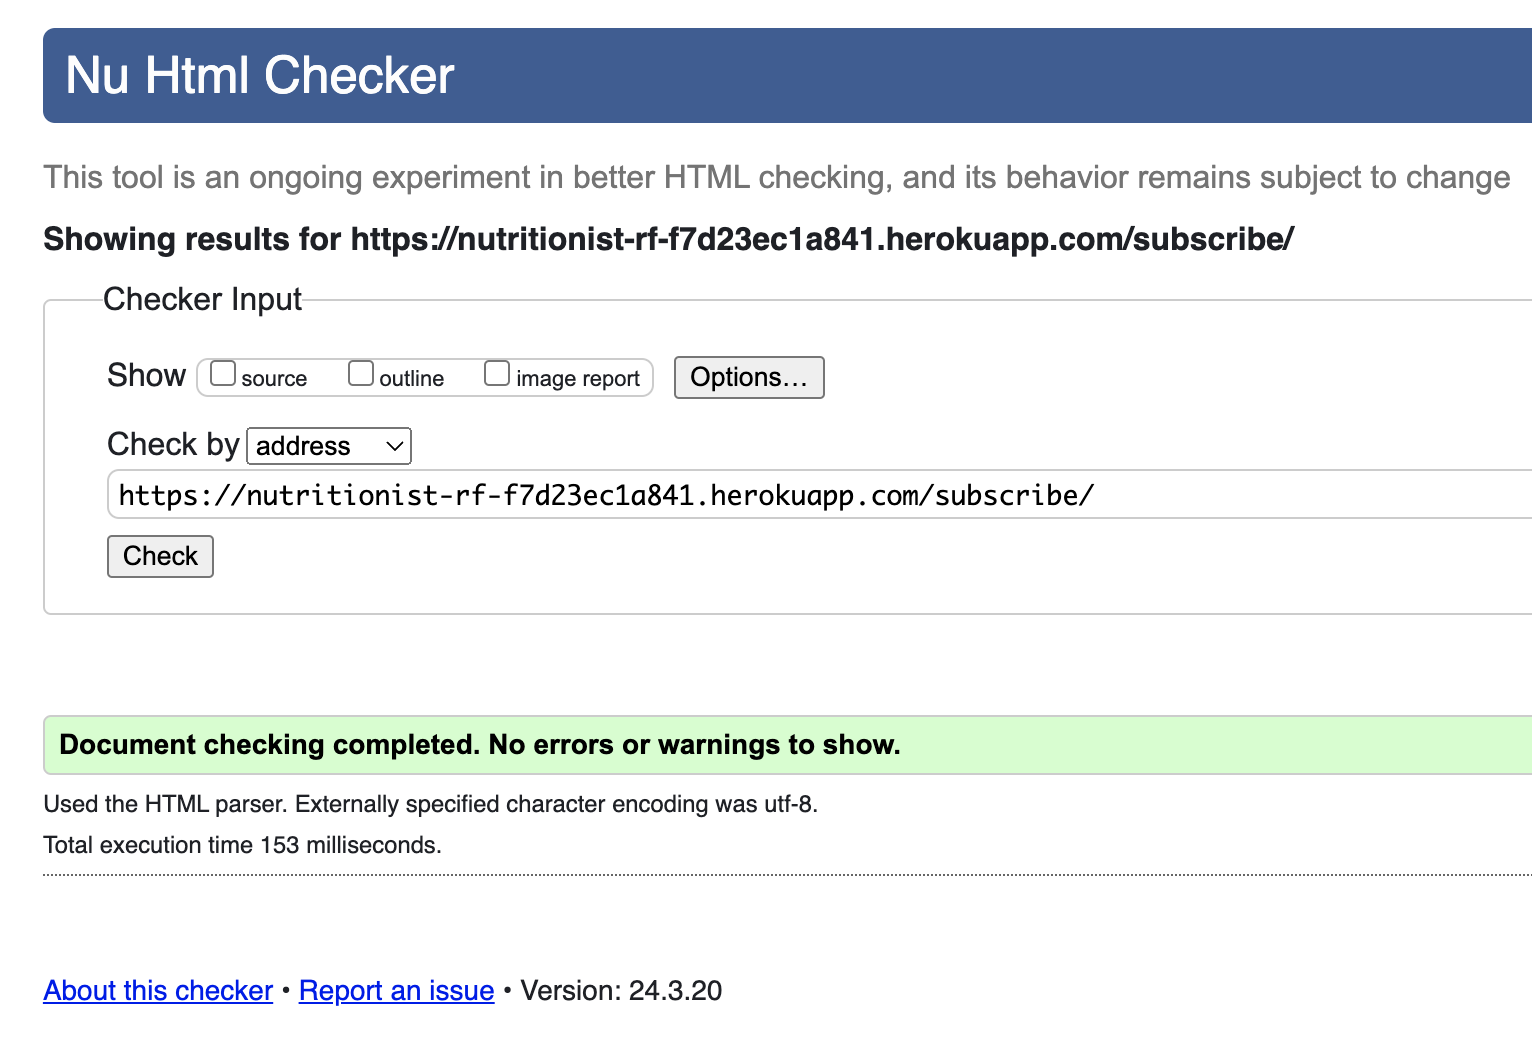 Nu Html Checker
This tool is an ongoing experiment in better HTML checking, and its behavior remains subject to change
Showing results for https://nutritionist-rf-f7d23ec1a841.herokuapp.com/subscribe/
Checker Input
Show source outline image report Options...
Check by address
https://nutritionist-rf-f7d23ec1a841.herokuapp.com/subscribe/
Check
Document checking completed. No errors or warnings to show.
Used the HTML parser. Externally specified character encoding was utf-8.
Total execution time 153 milliseconds.
About this checker • Report an issue • Version: 24.3.20